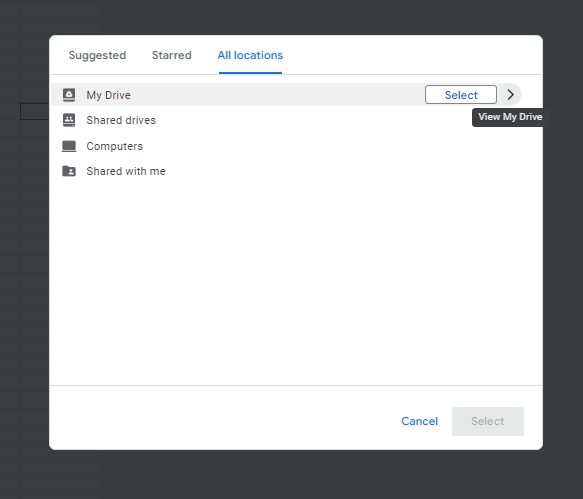 Suggested Starred All locations
My Drive Select
View My Drive
Shared drives
Computers
Shared with me
Cancel Select